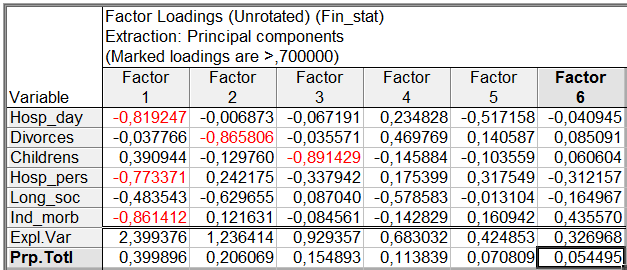 Factor Loadings (Unrotated) (Fin_stat)
Extraction: Principal components
(Marked loadings are >,700000)
Variable Factor 1 Factor 2 Factor 3 Factor 4 Factor 5 Factor 6
Hosp_day -0,819247 -0,006873 -0,067191 0,234828 -0,517158 -0,040945
Divorces -0,037766 -0,865806 -0,035571 0,469769 0,140587 0,085091
Childrens 0,390944 -0,129760 -0,891429 -0,145884 -0,103559 0,060604
Hosp_pers -0,773371 0,242175 -0,337942 0,175399 0,317549 -0,312157
Long_soc -0,483543 -0,629655 0,087040 -0,578583 -0,013104 -0,164967
Ind_morb -0,861412 0,121631 -0,084561 -0,142829 0,160942 0,435570
Expl.Var 2,399376 1,236414 0,929357 0,683032 0,424853 0,326968
Prp.Totl 0,399896 0,206069 0,154893 0,113839 0,070809 0,054495